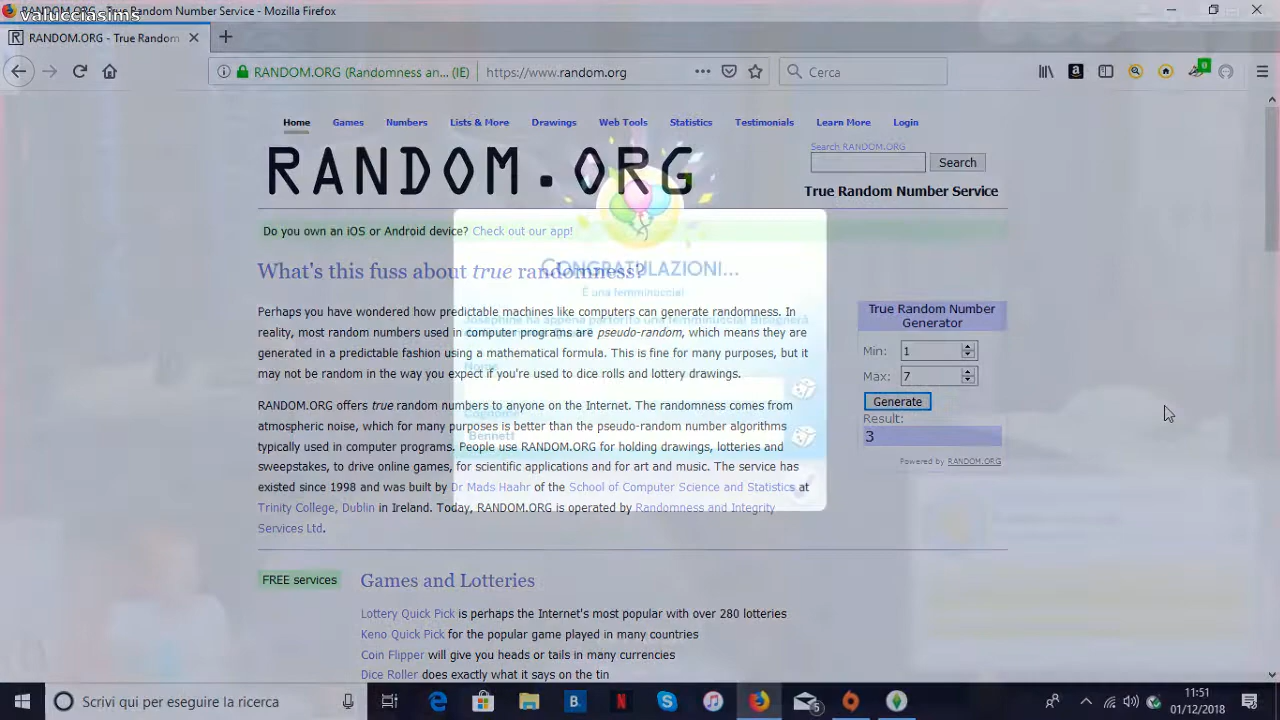 valucciasims
RANDOM.ORG - True Random Number Service - Mozilla Firefox
RANDOM.ORG - True Random
RANDOM.ORG (Randomness an... (IE)
https://www.random.org
Cerca
0
Home Games Numbers Lists & More Drawings Web Tools Statistics Testimonials Learn More Login
RANDOM.ORG
Search RANDOM.ORG
Search
True Random Number Service
Do you own an iOS or Android device? Check out our app!
What's this fuss about true randomness?
CONGRATULAZIONI...
È una femminuccia!
Perhaps you have wondered how predictable machines like computers can generate randomness. In
reality, most random numbers used in computer programs are pseudo-random, which means they are
generated in a predictable fashion using a mathematical formula. This is fine for many purposes, but it
may not be random in the way you expect if you're used to dice rolls and lottery drawings.
Josephine ha appena partorito una femminuccia! Bisognerà
Nome
Cognome
Bennett
RANDOM.ORG offers true random numbers to anyone on the Internet. The randomness comes from
atmospheric noise, which for many purposes is better than the pseudo-random number algorithms
typically used in computer programs. People use RANDOM.ORG for holding drawings, lotteries and
sweepstakes, to drive online games, for scientific applications and for art and music. The service has
existed since 1998 and was built by Dr Mads Haahr of the School of Computer Science and Statistics at
Trinity College, Dublin in Ireland. Today, RANDOM.ORG is operated by Randomness and Integrity
Services Ltd.
True Random Number
Generator
Min: 1
Max: 7
Generate
Result:
3
Powered by RANDOM.ORG
FREE services
Games and Lotteries
Lottery Quick Pick is perhaps the Internet's most popular with over 280 lotteries
Keno Quick Pick for the popular game played in many countries
Coin Flipper will give you heads or tails in many currencies
Dice Roller does exactly what it says on the tin
Scrivi qui per eseguire la ricerca
5
11:51
01/12/2018